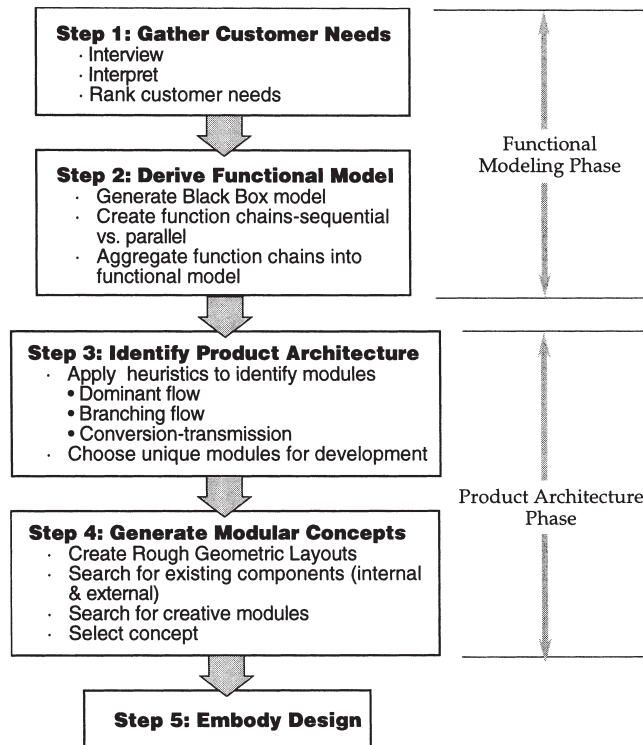 Step 1: Gather Customer Needs
· Interview
· Interpret
· Rank customer needs
Functional
Modeling Phase
Step 2: Derive Functional Model
· Generate Black Box model
· Create function chains-sequential
vs. parallel
· Aggregate function chains into
functional model
Step 3: Identify Product Architecture
· Apply heuristics to identify modules
• Dominant flow
• Branching flow
• Conversion-transmission
· Choose unique modules for development
Product Architecture
Phase
Step 4: Generate Modular Concepts
· Create Rough Geometric Layouts
· Search for existing components (internal
& external)
· Search for creative modules
· Select concept
Step 5: Embody Design